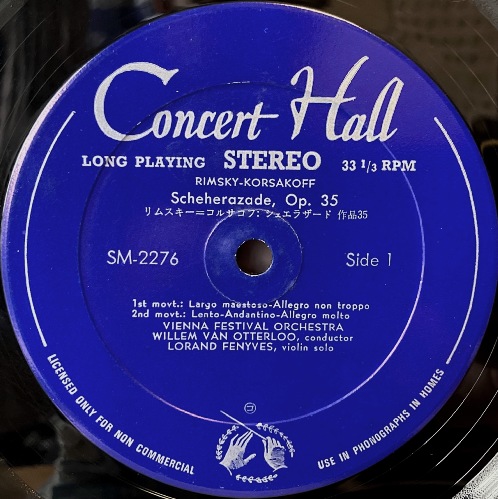 Concert Hall
LONG PLAYING STEREO 33 1/3 RPM
RIMSKY-KORSAKOFF
Scheherazade, Op. 35
リムスキー=コルサコフ: シェエラザード 作品35
SM-2276 Side 1
1st movt.: Largo maestoso-Allegro non troppo
2nd movt.: Lento-Andantino-Allegro molto
VIENNA FESTIVAL ORCHESTRA
WILLEM VAN OTTERLOO, conductor
LORAND FENYVES, violin solo
LICENSED ONLY FOR NON COMMERCIAL
USE IN PHONOGRAPHS IN HOMES